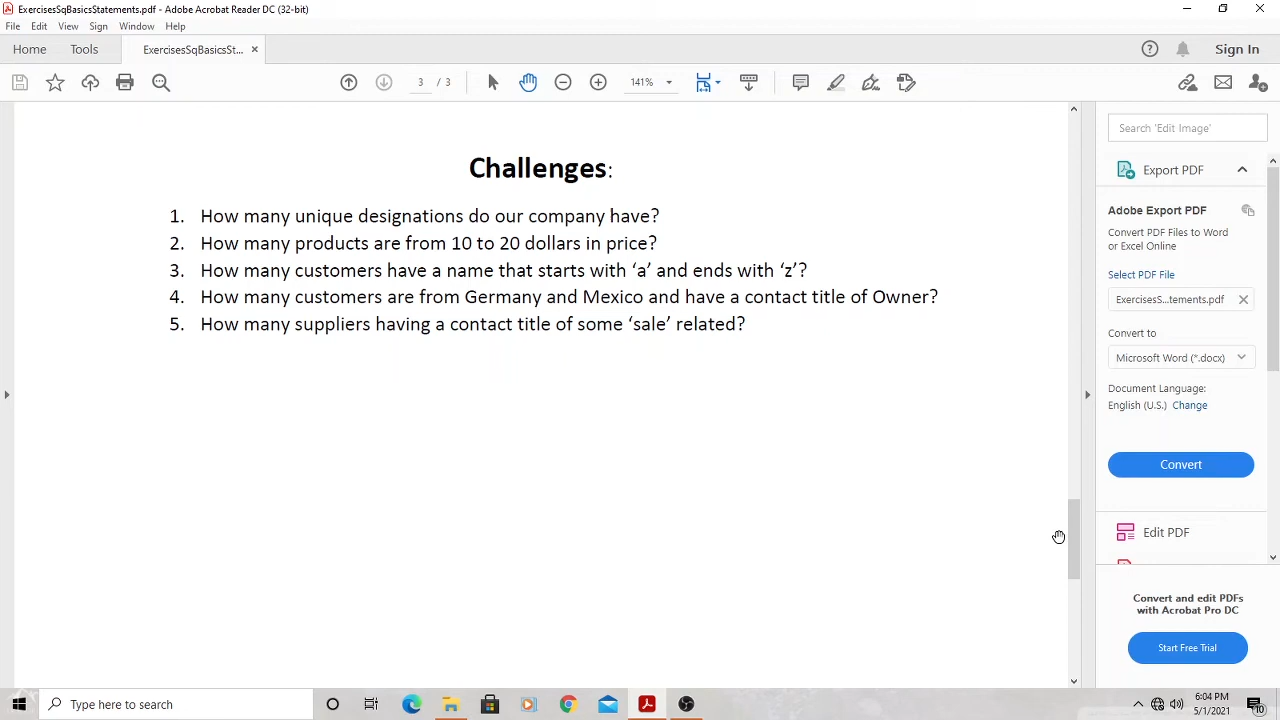 ExercisesSqBasicsStatements.pdf - Adobe Acrobat Reader DC (32-bit)
File Edit View Sign Window Help
Home Tools ExercisesSqBasicsSt... × Sign In
3 / 3 141%
Challenges:
1. How many unique designations do our company have?
2. How many products are from 10 to 20 dollars in price?
3. How many customers have a name that starts with ‘a’ and ends with ‘z’?
4. How many customers are from Germany and Mexico and have a contact title of Owner?
5. How many suppliers having a contact title of some ‘sale’ related?
Search 'Edit Image'
Export PDF
Adobe Export PDF
Convert PDF Files to Word
or Excel Online
Select PDF File
ExercisesS...tements.pdf
Convert to
Microsoft Word (*.docx)
Document Language:
English (U.S.) Change
Convert
Edit PDF
Convert and edit PDFs
with Acrobat Pro DC
Start Free Trial
Type here to search
6:04 PM
5/1/2021
10